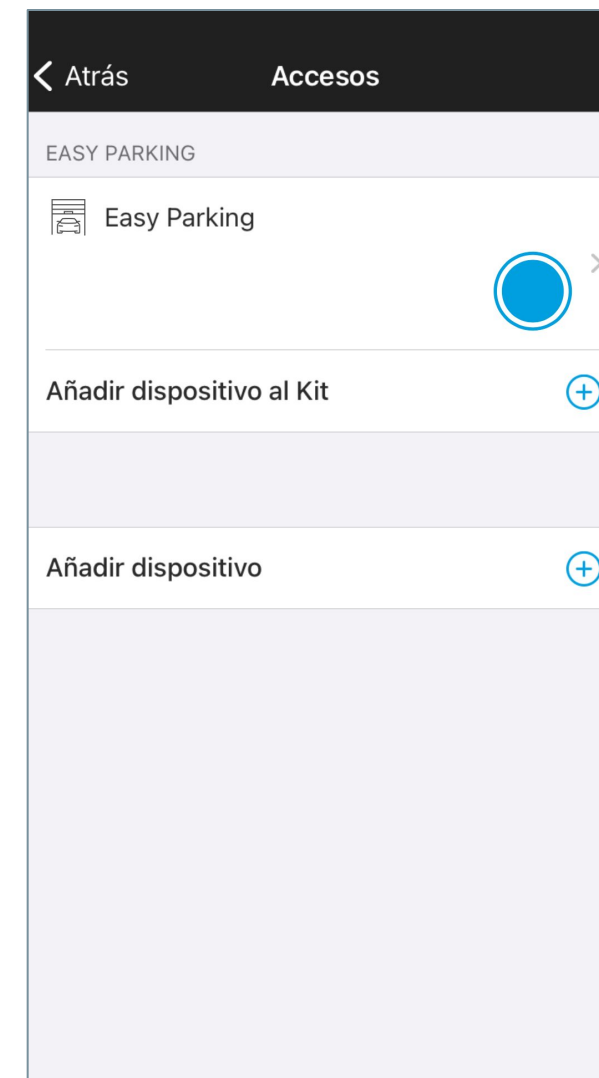 Atrás
Accesos
EASY PARKING
Easy Parking
Añadir dispositivo al Kit
Añadir dispositivo